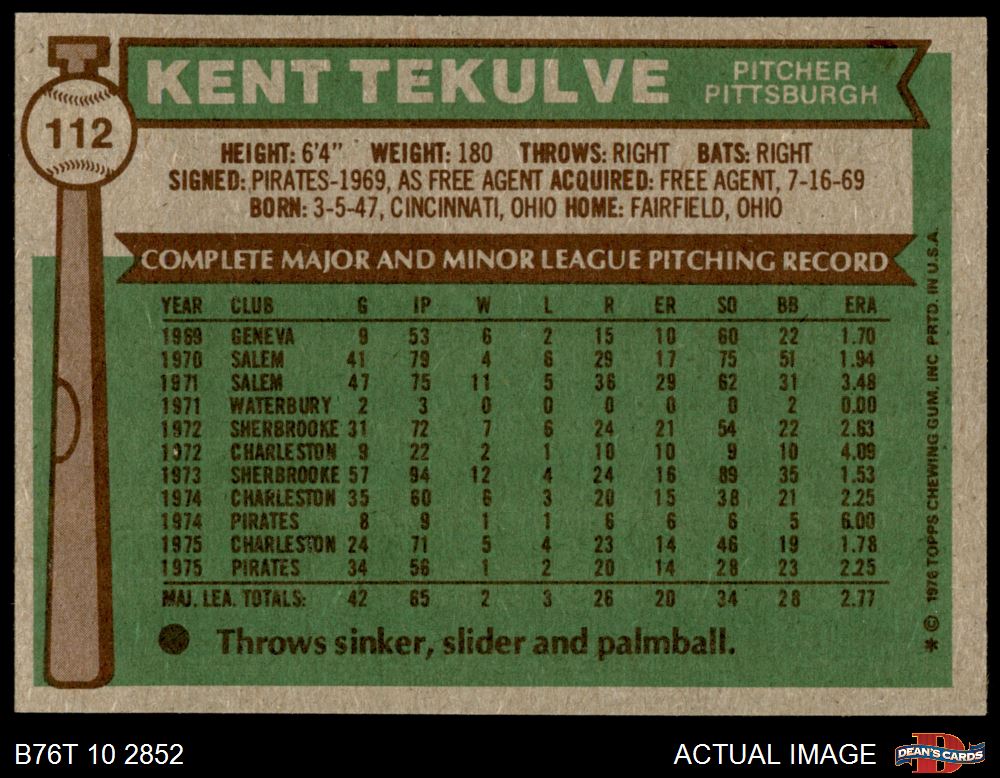 112
KENT TEKULVE
PITCHER
PITTSBURGH
HEIGHT: 6'4" WEIGHT: 180 THROWS: RIGHT BATS: RIGHT
SIGNED: PIRATES-1969, AS FREE AGENT ACQUIRED: FREE AGENT, 7-16-69
BORN: 3-5-47, CINCINNATI, OHIO HOME: FAIRFIELD, OHIO
COMPLETE MAJOR AND MINOR LEAGUE PITCHING RECORD
YEAR CLUB G IP W L R ER SO BB ERA
1969 GENEVA 9 53 6 2 15 10 60 22 1.70
1970 SALEM 41 79 4 6 29 17 75 51 1.94
1971 SALEM 47 75 11 5 36 29 62 31 3.48
1971 WATERBURY 2 3 0 0 0 0 0 2 0.00
1972 SHERBROOKE 31 72 7 6 24 21 54 22 2.63
1972 CHARLESTON 9 22 2 1 10 10 9 10 4.09
1973 SHERBROOKE 57 94 12 4 24 16 89 35 1.53
1974 CHARLESTON 35 60 6 3 20 15 38 21 2.25
1974 PIRATES 8 9 1 1 6 6 6 5 6.00
1975 CHARLESTON 24 71 5 4 23 14 46 19 1.78
1975 PIRATES 34 56 1 2 20 14 28 23 2.25
MAJ. LEA. TOTALS: 42 65 2 3 26 20 34 28 2.77
Throws sinker, slider and palmball.
* © 1976 TOPPS CHEWING GUM, INC PRTD. IN U.S.A.
B76T 10 2852
ACTUAL IMAGE
DEAN'S CARDS